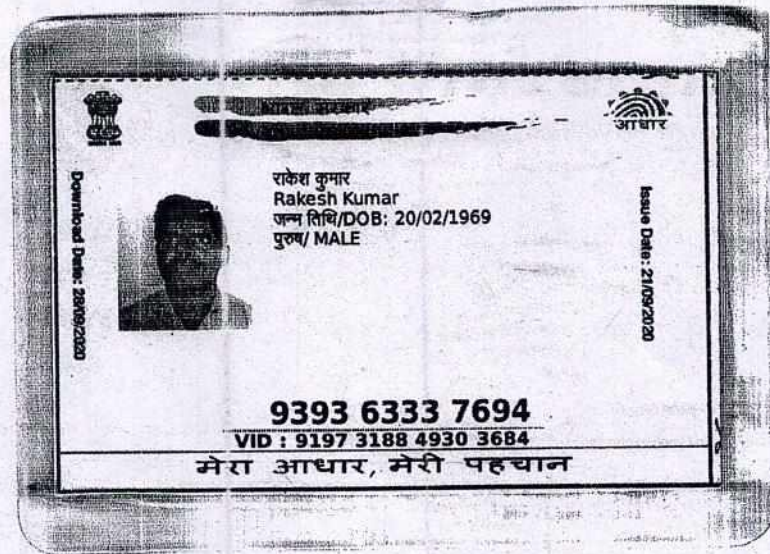 आधार
राकेश कुमार
Rakesh Kumar
जन्म तिथि/DOB: 20/02/1969
पुरुष/ MALE
Download Date: 28/09/2020
Issue Date: 21/09/2020
9393 6333 7694
VID : 9197 3188 4930 3684
मेरा आधार, मेरी पहचान